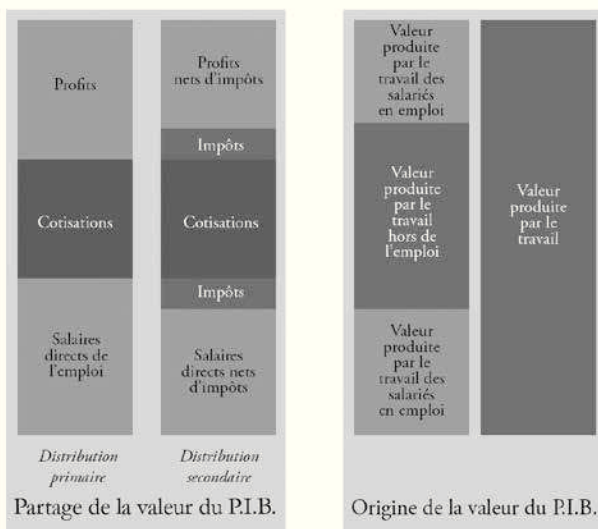 Profits
Cotisations
Salaires
directs de
l'emploi
Distribution
primaire
Profits
nets d'impôts
Impôts
Cotisations
Impôts
Salaires
directs nets
d'impôts
Distribution
secondaire
Partage de la valeur du P.I.B.
Valeur
produite
par le
travail des
salariés
en emploi
Valeur
produite
par le
travail
hors de
l'emploi
Valeur
produite
par le
travail des
salariés
en emploi
Valeur
produite
par le
travail
Origine de la valeur du P.I.B.